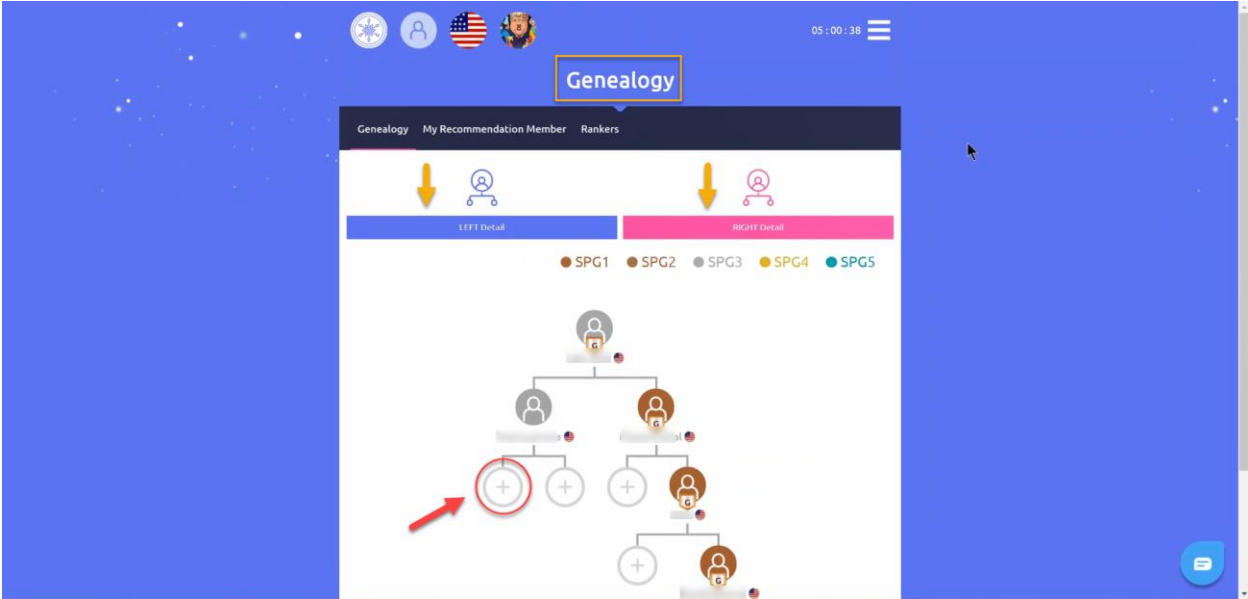 05 : 00 : 38
Genealogy
Genealogy My Recommendation Member Rankers
LEFT Detail RIGHT Detail
SPG1 SPG2 SPG3 SPG4 SPG5
G
G
G
G